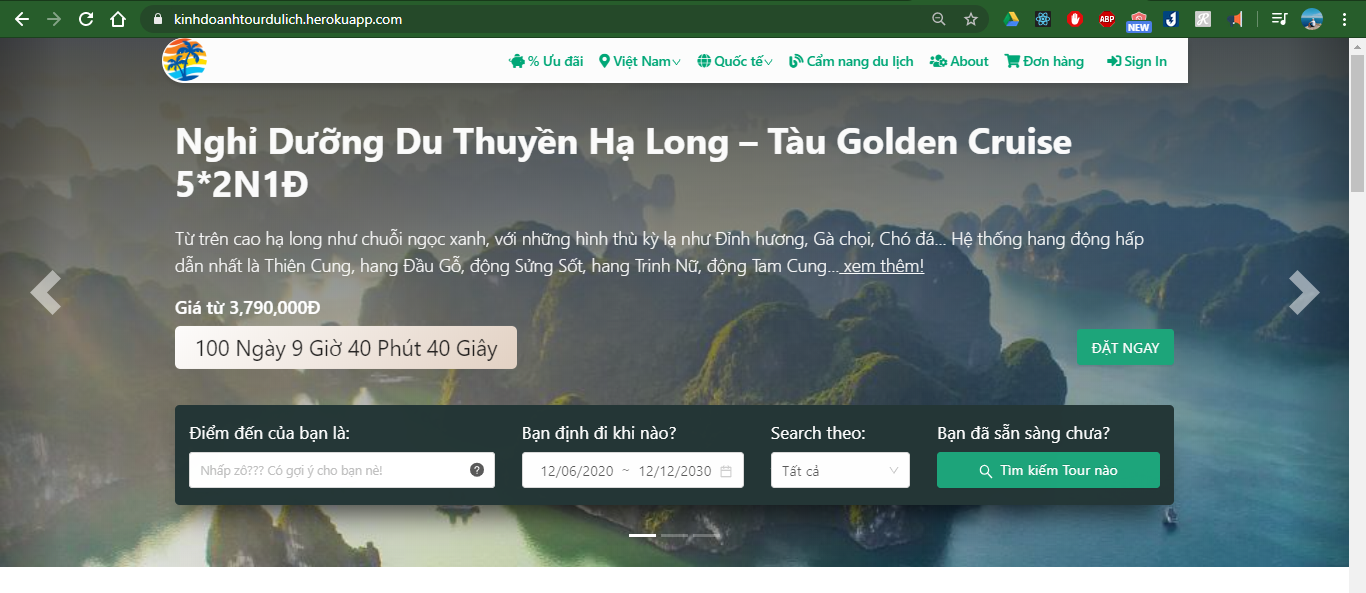 kinhdoanhtourdulich.herokuapp.com
ABP
NEW
J
R
% Ưu đãi
Việt Nam
Quốc tế
Cẩm nang du lịch
About
Đơn hàng
Sign In
Nghỉ Dưỡng Du Thuyền Hạ Long – Tàu Golden Cruise
5*2N1Đ
Từ trên cao hạ long như chuỗi ngọc xanh, với những hình thù kỳ lạ như Đỉnh hương, Gà chọi, Chó đá... Hệ thống hang động hấp
dẫn nhất là Thiên Cung, hang Đầu Gỗ, động Sửng Sốt, hang Trinh Nữ, động Tam Cung... xem thêm!
Giá từ 3,790,000Đ
100 Ngày 9 Giờ 40 Phút 40 Giây
ĐẶT NGAY
Điểm đến của bạn là:
Bạn định đi khi nào?
Search theo:
Bạn đã sẵn sàng chưa?
Nhấp zô??? Có gợi ý cho bạn nè!
12/06/2020 ~ 12/12/2030
Tất cả
Tìm kiếm Tour nào